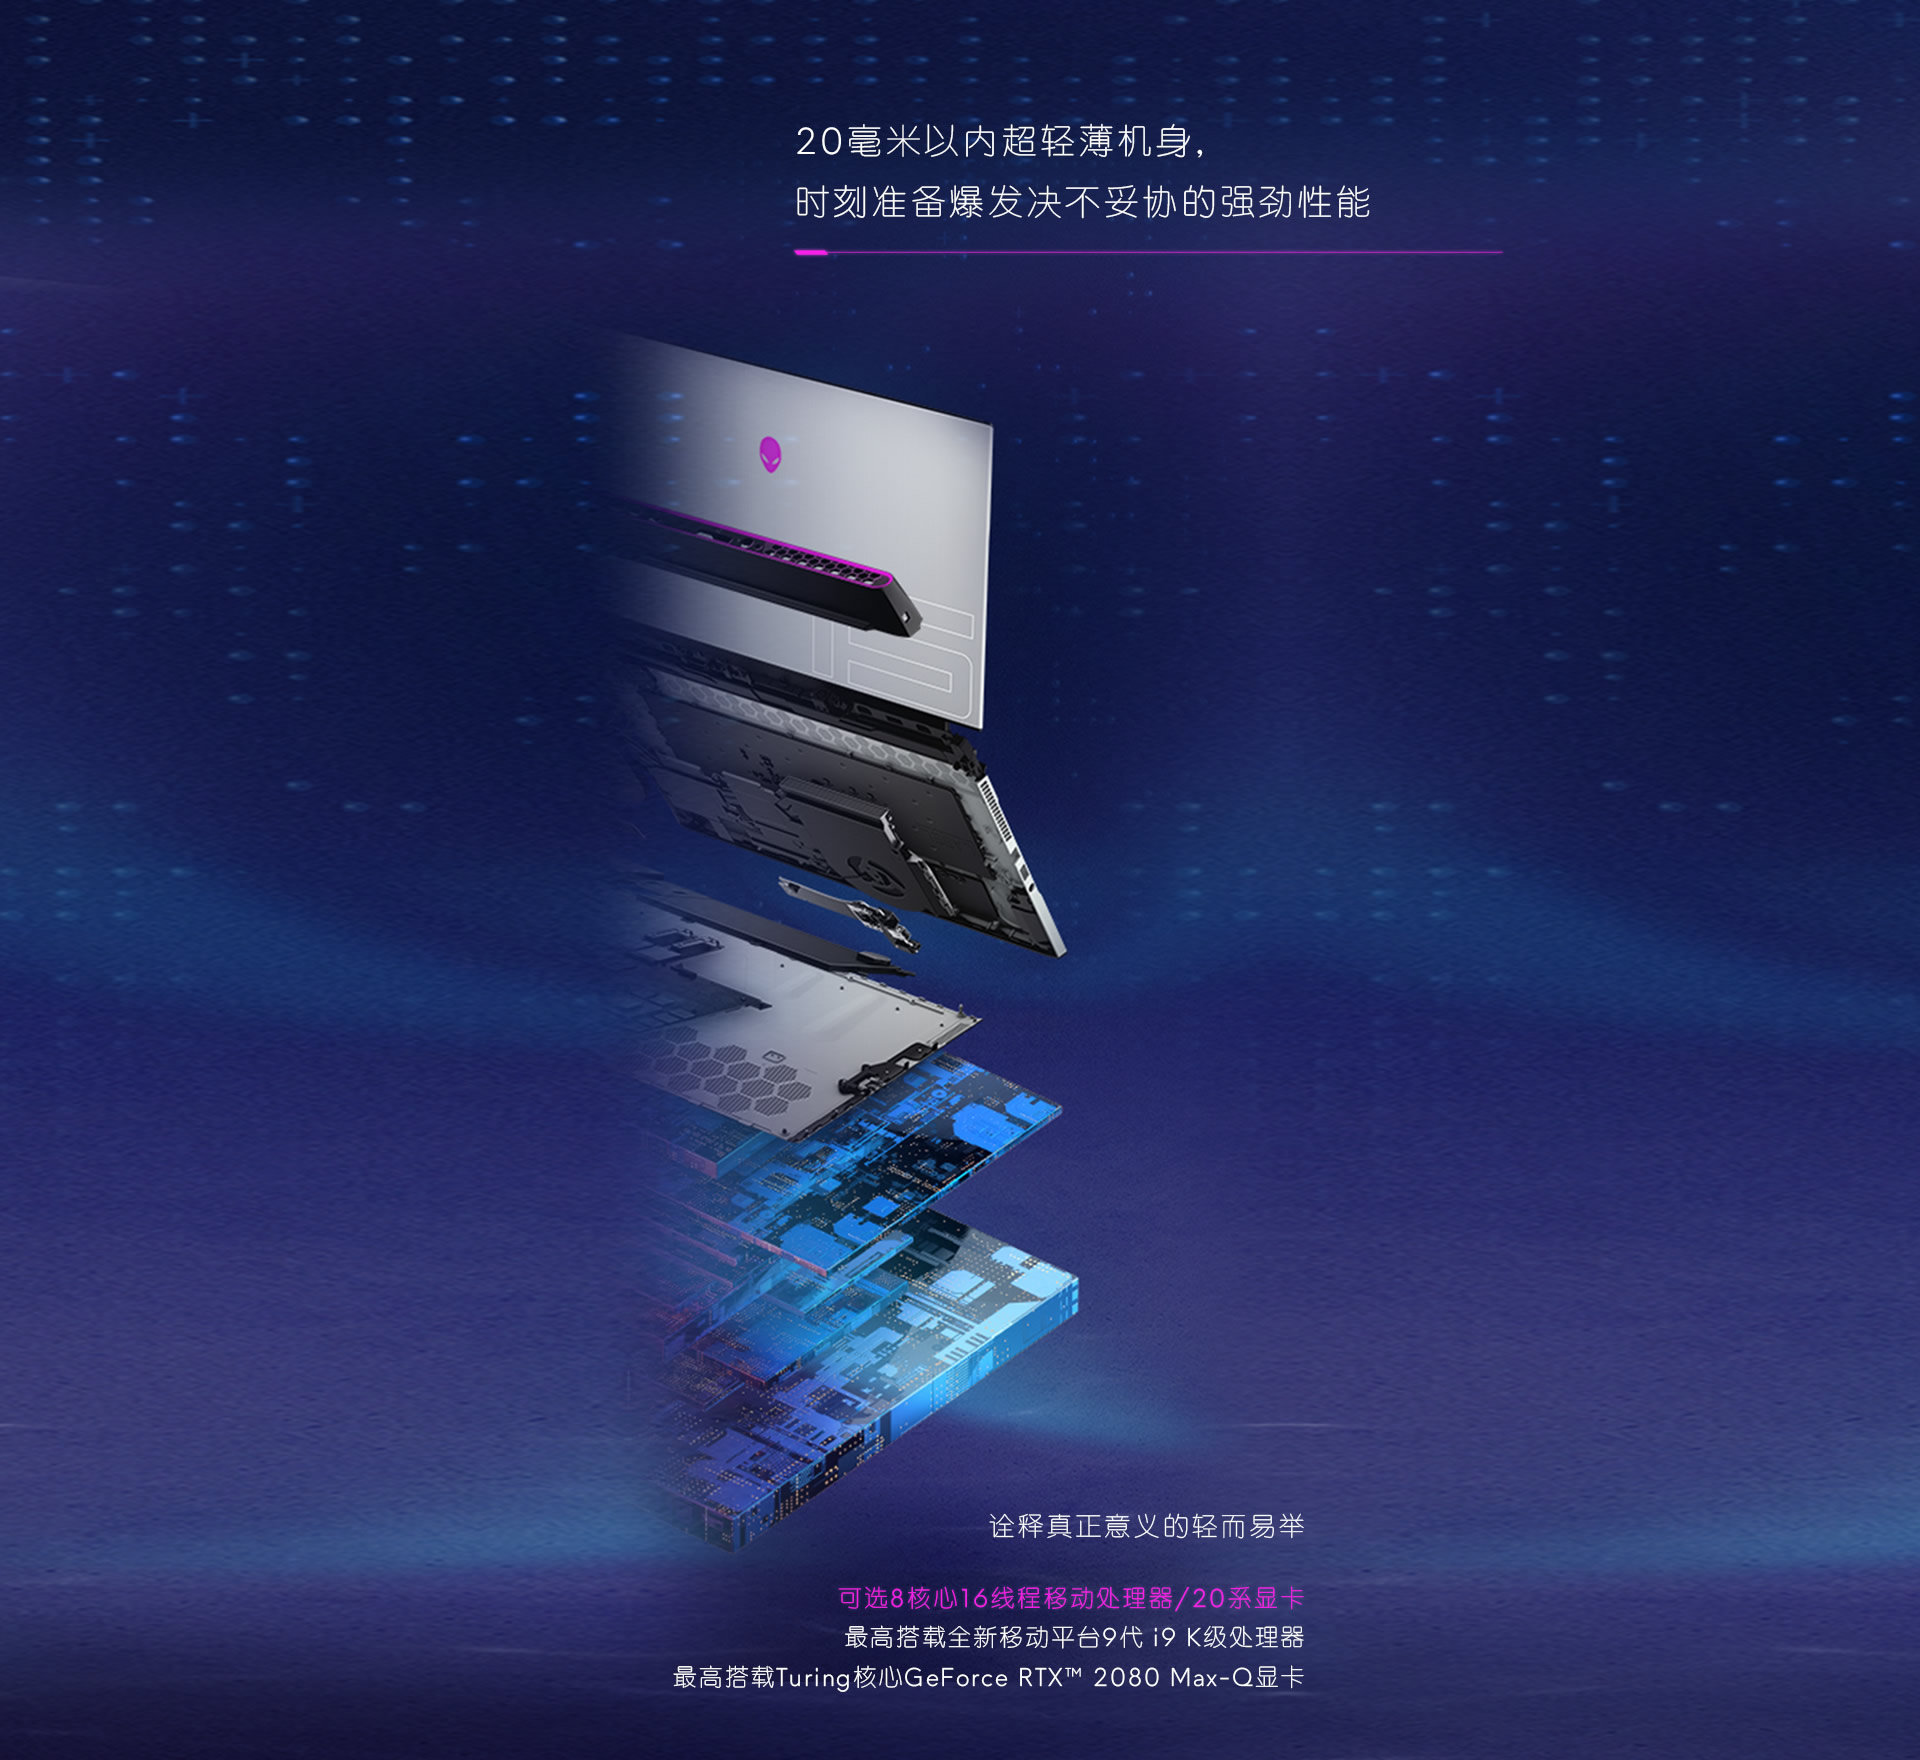 20毫米以内超轻薄机身,
时刻准备爆发决不妥协的强劲性能
15
诠释真正意义的轻而易举
可选8核心16线程移动处理器/20系显卡
最高搭载全新移动平台9代 i9 K级处理器
最高搭载Turing核心GeForce RTX™ 2080 Max-Q显卡